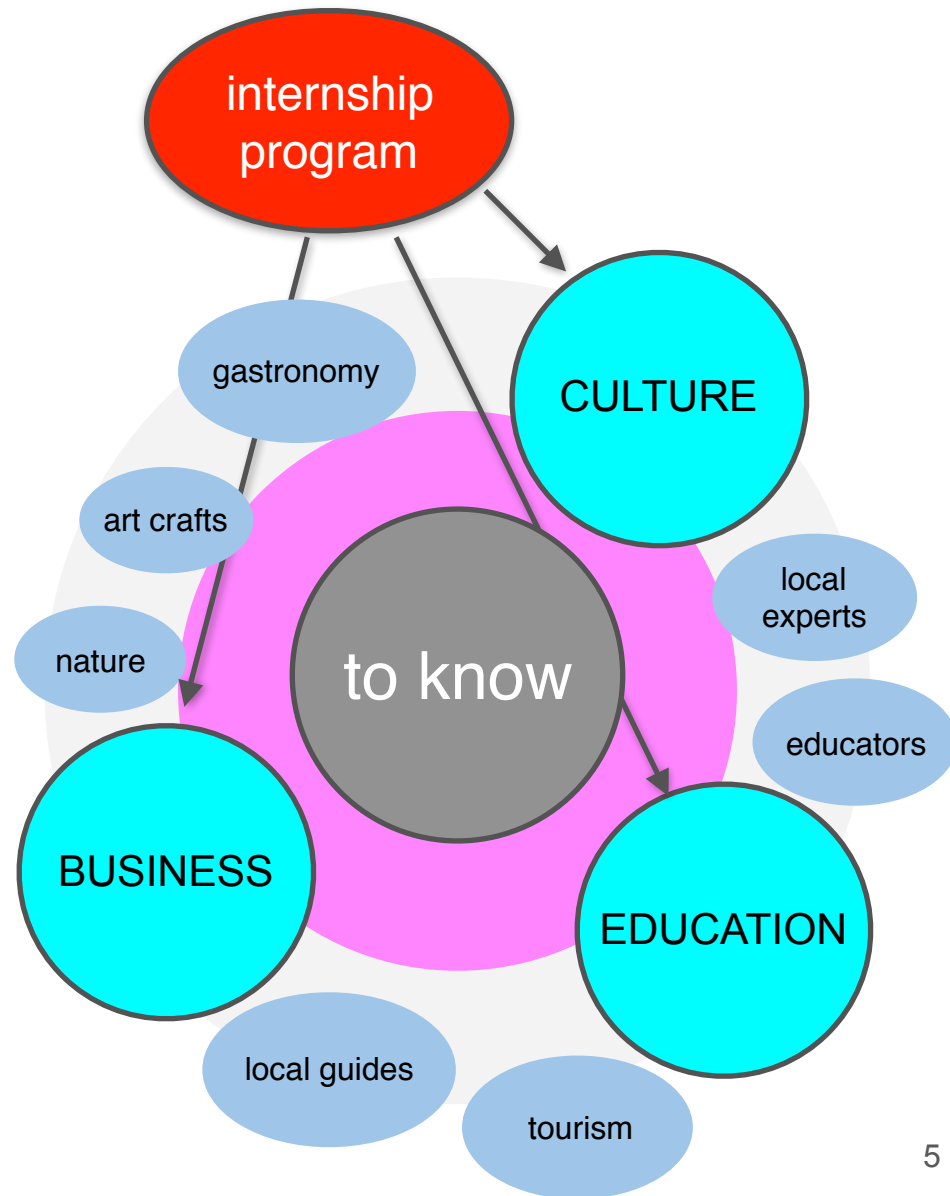 internship
program
gastronomy
CULTURE
art crafts
local
experts
nature
to know
educators
BUSINESS
EDUCATION
local guides
tourism
5